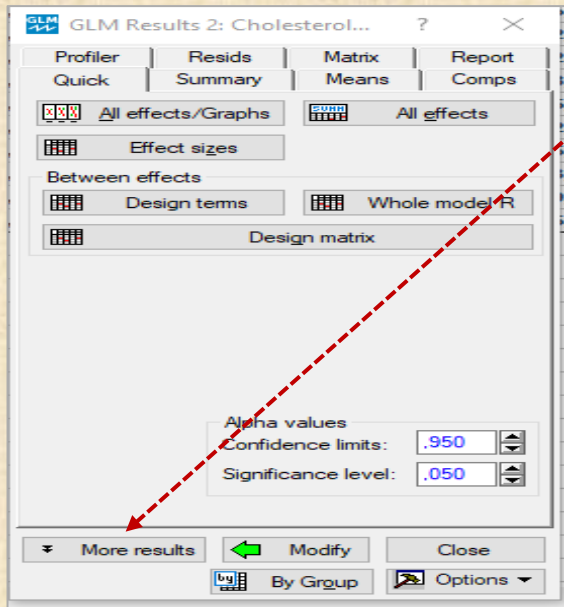 GLM
GLM Results 2: Cholesterol... ? ×
Profiler Resids Matrix Report
Quick Summary Means Comps
All effects/Graphs
SUMM All effects
Effect sizes
Between effects
Design terms
Whole model R
Design matrix
Alpha values
Confidence limits: .950
Significance level: .050
More results
Modify
Close
By Group
Options